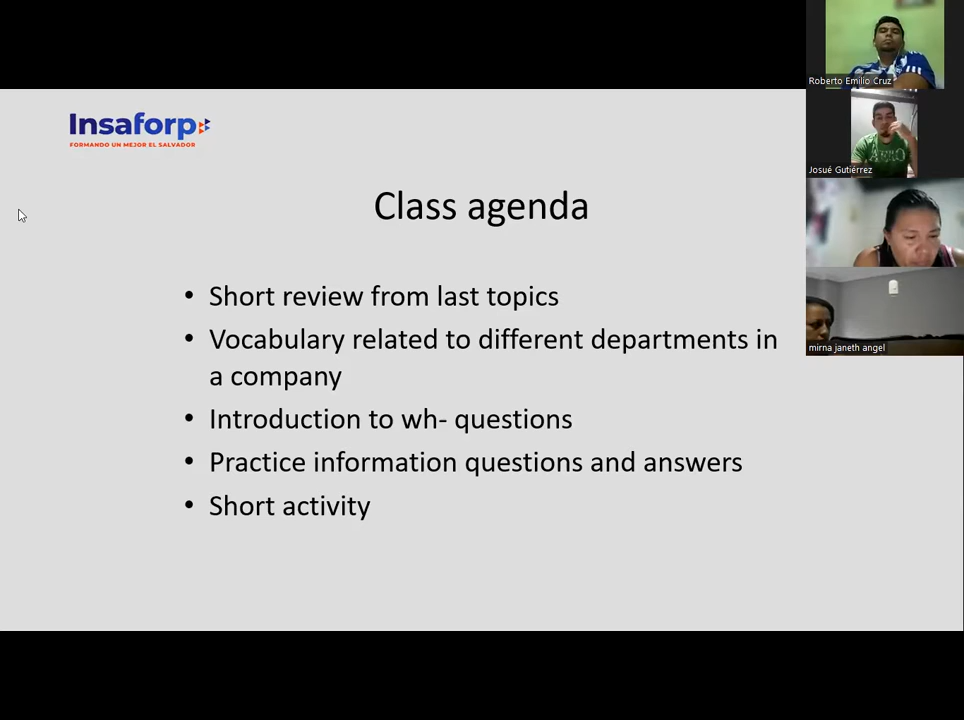 Insaforp
FORMANDO UN MEJOR EL SALVADOR
Class agenda
• Short review from last topics
• Vocabulary related to different departments in
a company
• Introduction to wh- questions
• Practice information questions and answers
• Short activity
Roberto Emilio Cruz
Josué Gutiérrez
AERO
mirna janeth angel